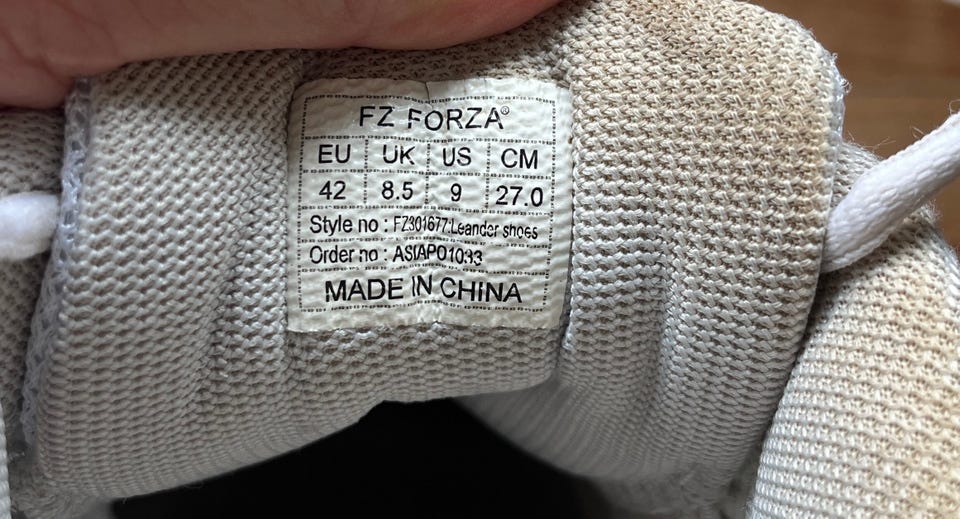 FZ FORZA®
EU UK US CM
42 8.5 9 27.0
Style no : FZ301677:Leander shoes
Order no : ASIAPO1033
MADE IN CHINA